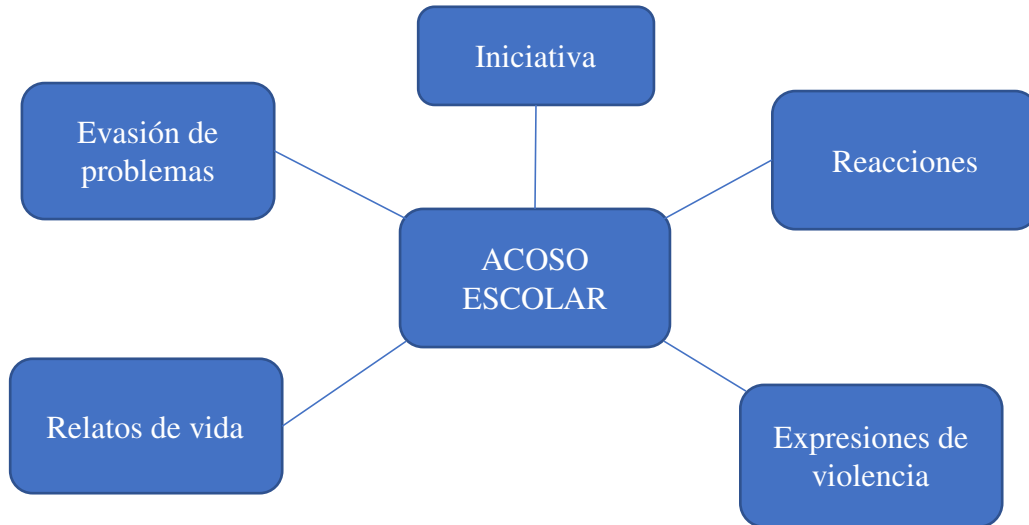 Iniciativa
Evasión de
problemas
Reacciones
ACOSO
ESCOLAR
Relatos de vida
Expresiones de
violencia